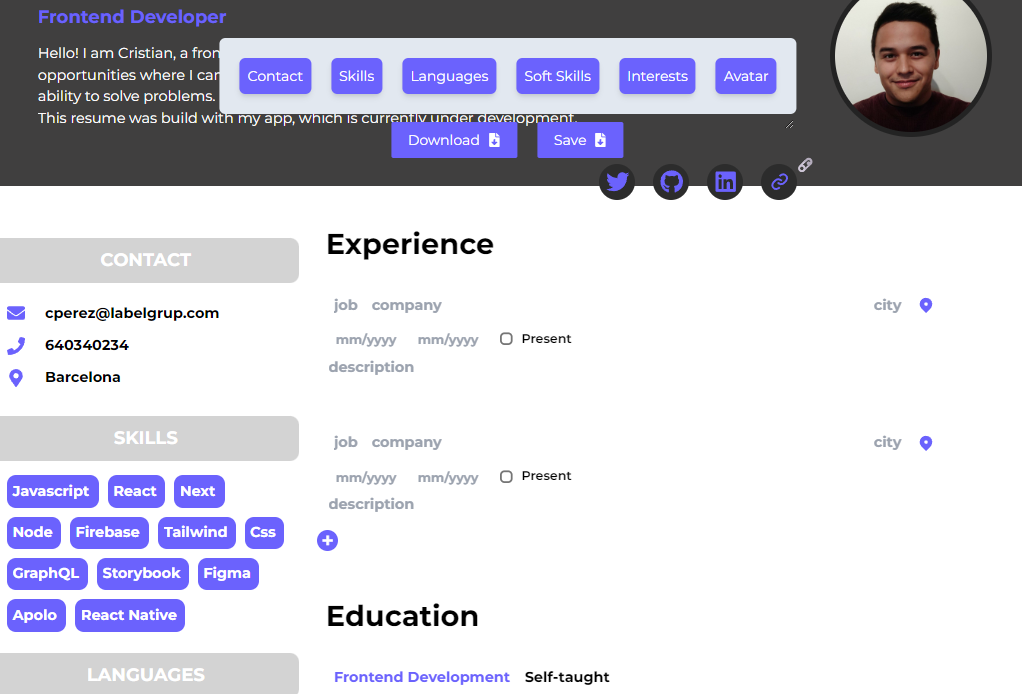 Frontend Developer
Hello! I am Cristian, a fron
opportunities where I can
ability to solve problems.
This resume was build with my app, which is currently under development.
Contact Skills Languages Soft Skills Interests Avatar
Download Save
CONTACT
cperez@labelgrup.com
640340234
Barcelona
SKILLS
Javascript React Next
Node Firebase Tailwind Css
GraphQL Storybook Figma
Apolo React Native
LANGUAGES
Experience
job company city
mm/yyyy mm/yyyy Present
description
job company city
mm/yyyy mm/yyyy Present
description
Education
Frontend Development Self-taught